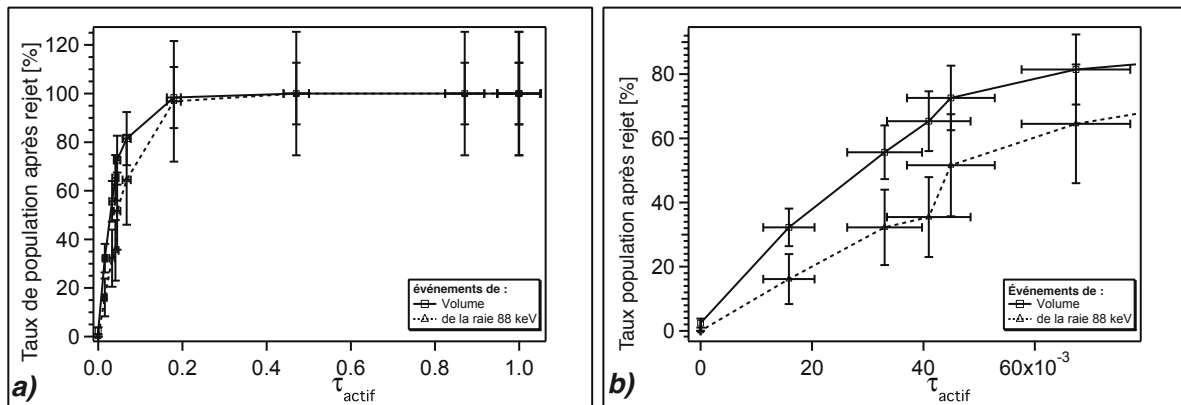 Taux de population après rejet [%]
120
100
80
60
40
20
0
0.0
0.2
0.4
0.6
0.8
1.0
τactif
événements de :
Volume
de la raie 88 keV
a)
Taux population après rejet [%]
80
60
40
20
0
0
20
40
60x10-3
τactif
Événements de :
Volume
de la raie 88 keV
b)